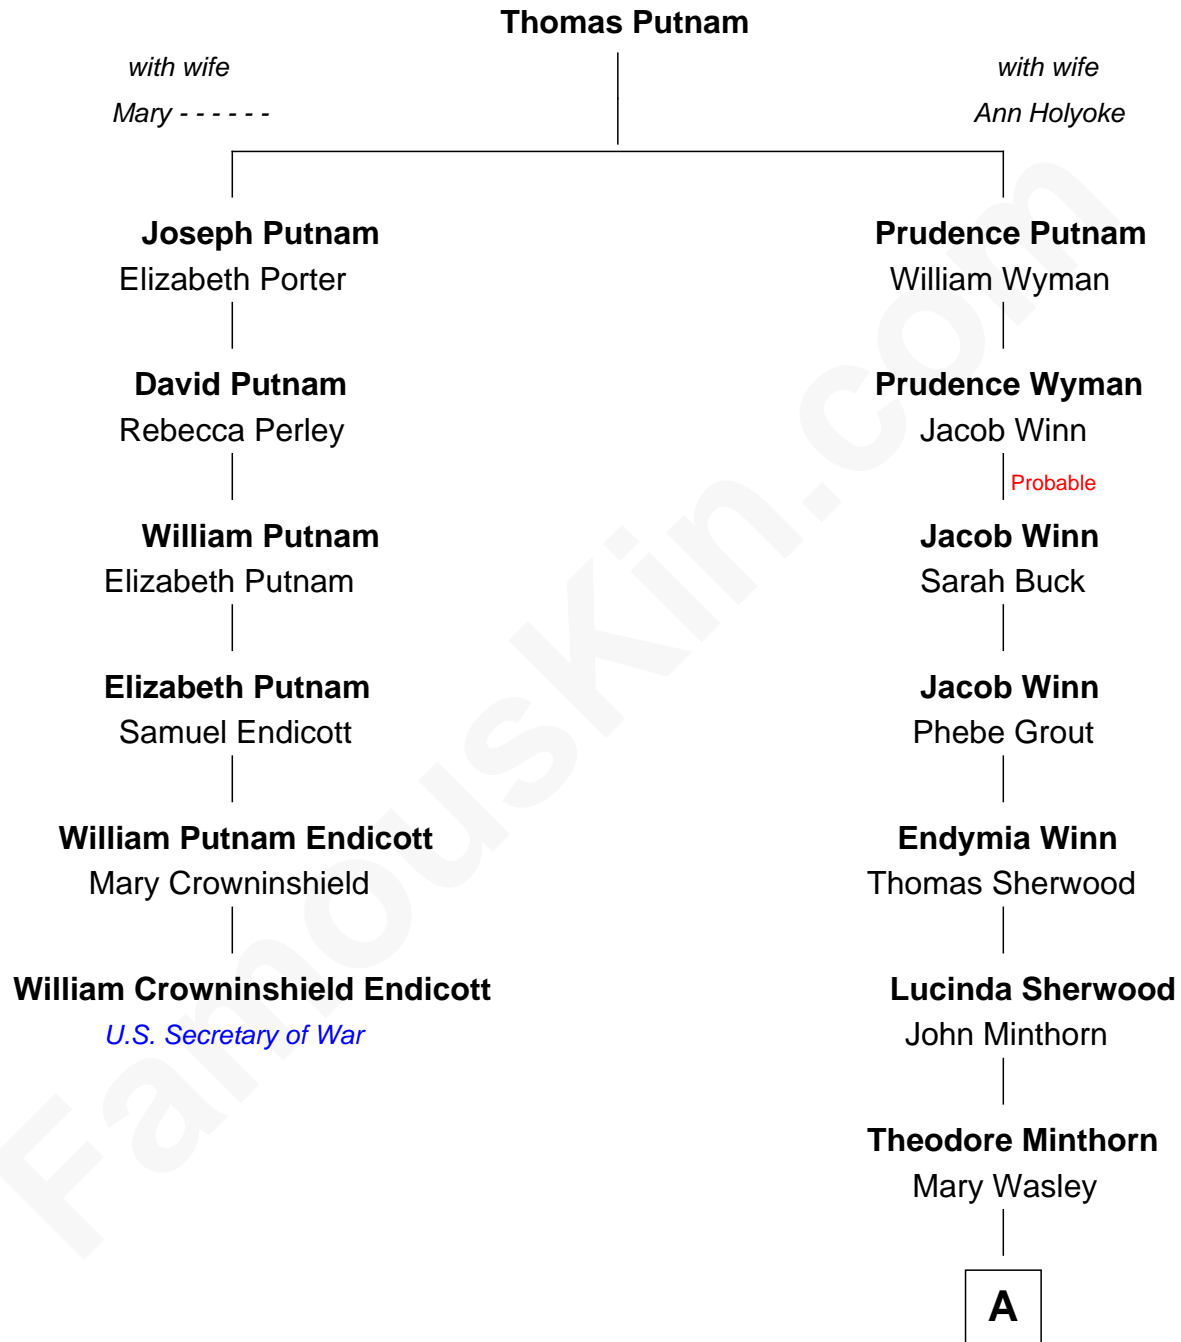 Thomas Putnam
with wife
Mary - - - - - -
with wife
Ann Holyoke
Joseph Putnam
Elizabeth Porter
Prudence Putnam
William Wyman
David Putnam
Rebecca Perley
Prudence Wyman
Jacob Winn
Probable
William Putnam
Elizabeth Putnam
Jacob Winn
Sarah Buck
Elizabeth Putnam
Samuel Endicott
Jacob Winn
Phebe Grout
William Putnam Endicott
Mary Crowninshield
Endymia Winn
Thomas Sherwood
William Crowninshield Endicott
U.S. Secretary of War
Lucinda Sherwood
John Minthorn
Theodore Minthorn
Mary Wasley
A
FamousKin.com